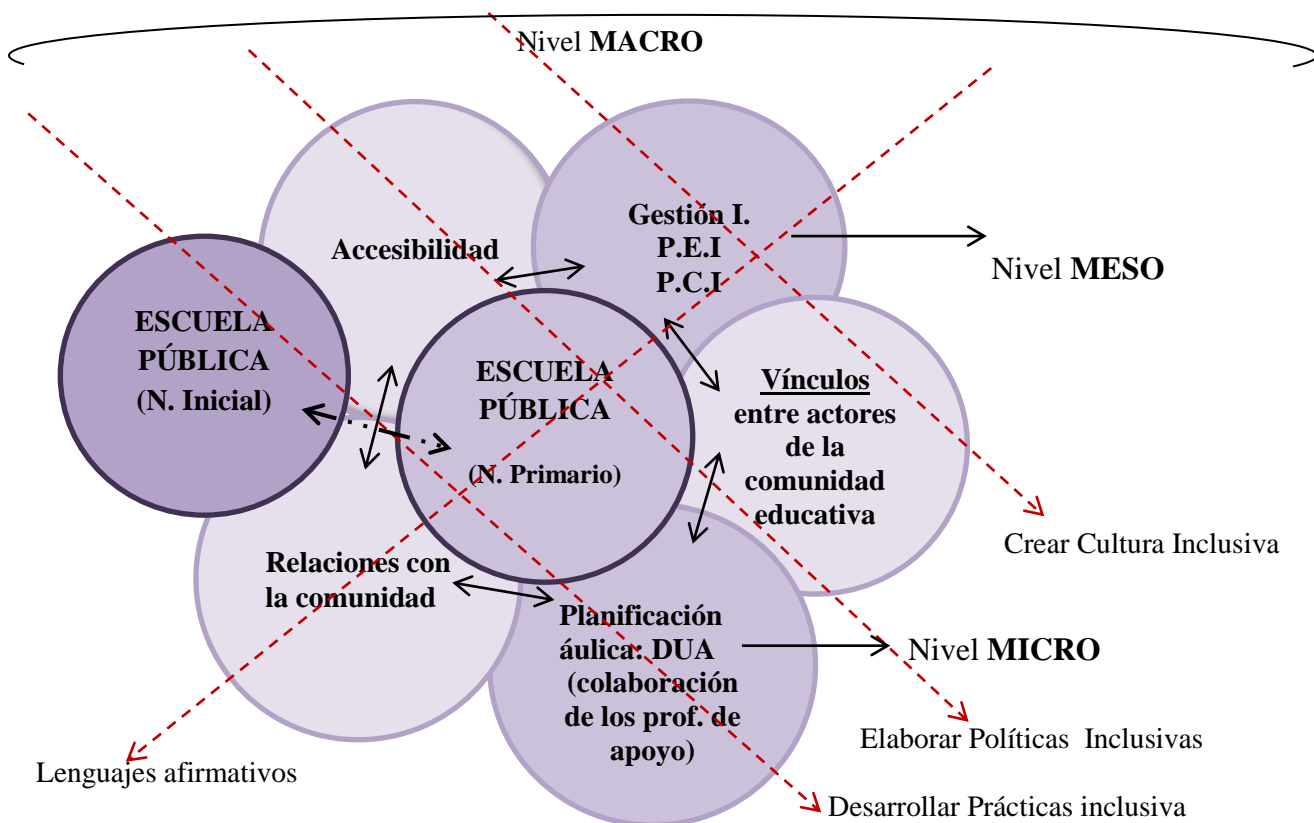 Nivel MACRO
Gestión I.
P.E.I
P.C.I
Accesibilidad
Nivel MESO
ESCUELA
PÚBLICA
(N. Inicial)
ESCUELA
PÚBLICA
(N. Primario)
Vínculos
entre actores
de la
comunidad
educativa
Crear Cultura Inclusiva
Relaciones con
la comunidad
Planificación
áulica: DUA
(colaboración
de los prof. de
apoyo)
Nivel MICRO
Elaborar Políticas  Inclusivas
Lenguajes afirmativos
Desarrollar Prácticas inclusiva